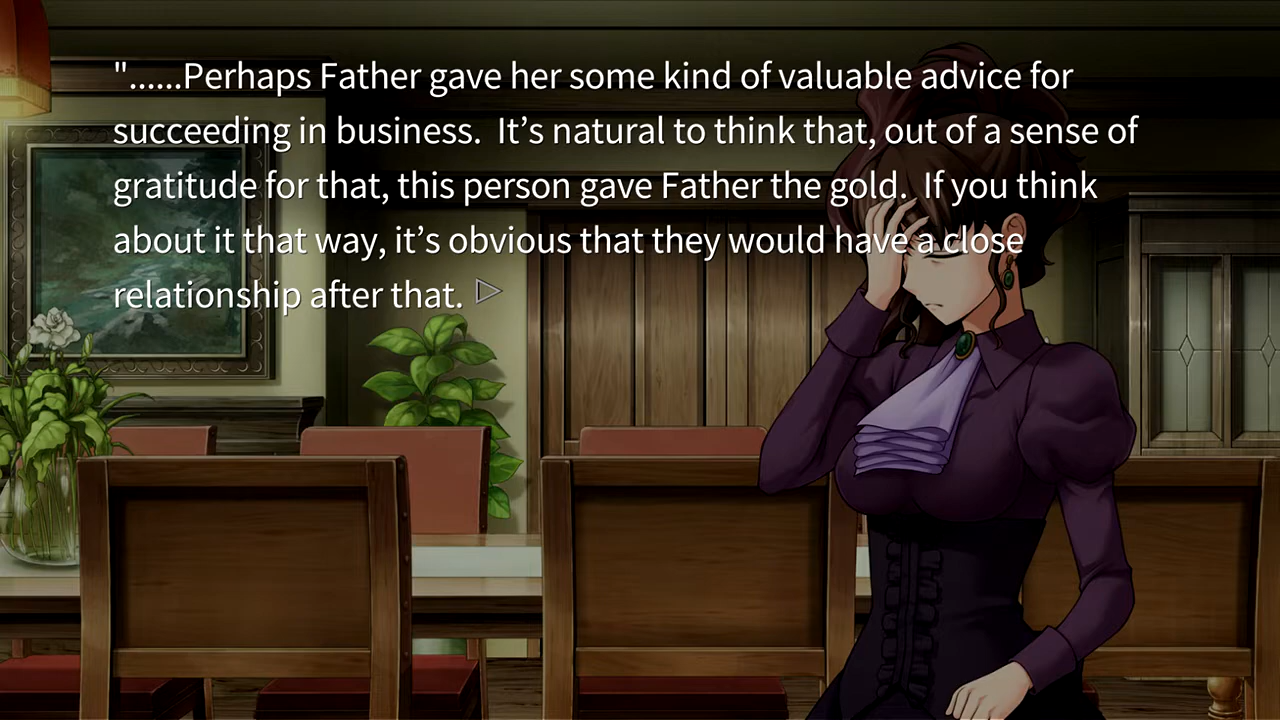 "......Perhaps Father gave her some kind of valuable advice for
succeeding in business.  It’s natural to think that, out of a sense of
gratitude for that, this person gave Father the gold.  If you think
about it that way, it’s obvious that they would have a close
relationship after that.